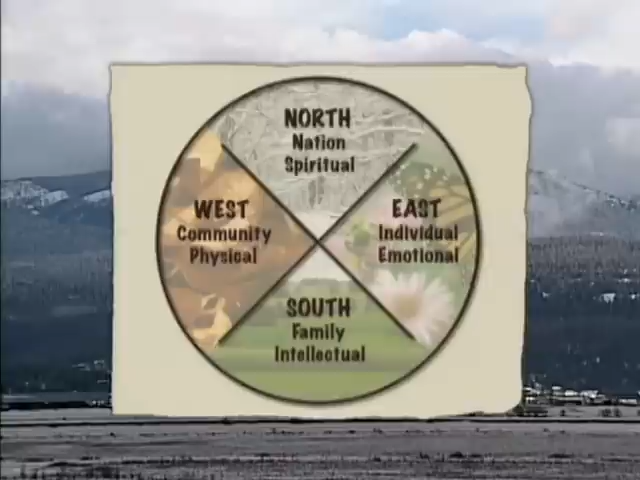 NORTH
Nation
Spiritual
WEST
Community
Physical
EAST
Individual
Emotional
SOUTH
Family
Intellectual